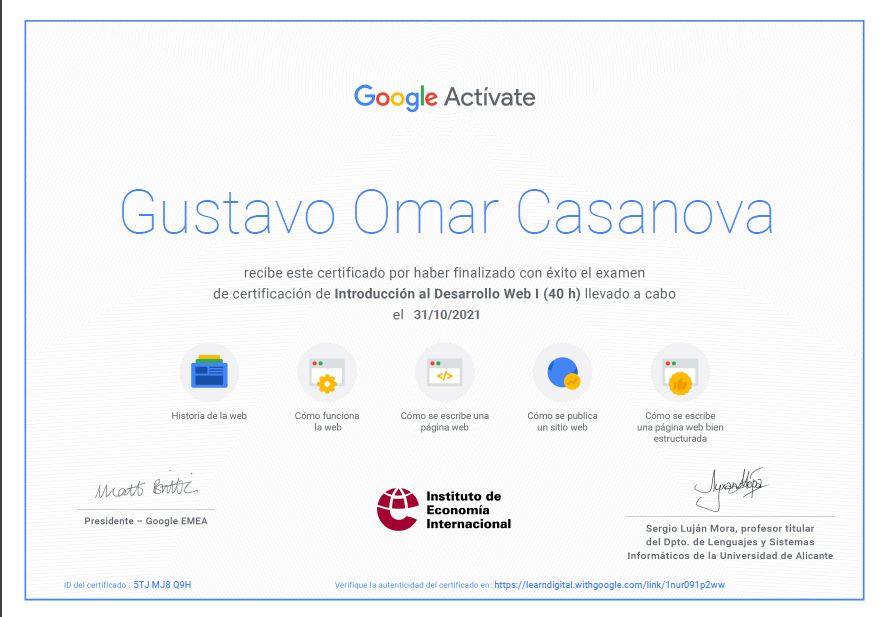 Google Actívate
Gustavo Omar Casanova
recibe este certificado por haber finalizado con éxito el examen
de certificación de Introducción al Desarrollo Web I (40 h) llevado a cabo
el 31/10/2021
Historia de la web
Cómo funciona
la web
</>
Cómo se escribe una
página web
Cómo se publica
un sitio web
Cómo se escribe
una página web bien
estructurada
Presidente – Google EMEA
Instituto de
Economía
Internacional
Sergio Luján Mora, profesor titular
del Dpto. de Lenguajes y Sistemas
Informáticos de la Universidad de Alicante
ID del certificado : 5TJ MJ8 Q9H
Verifique la autenticidad del certificado en: https://learndigital.withgoogle.com/link/1nur091p2ww